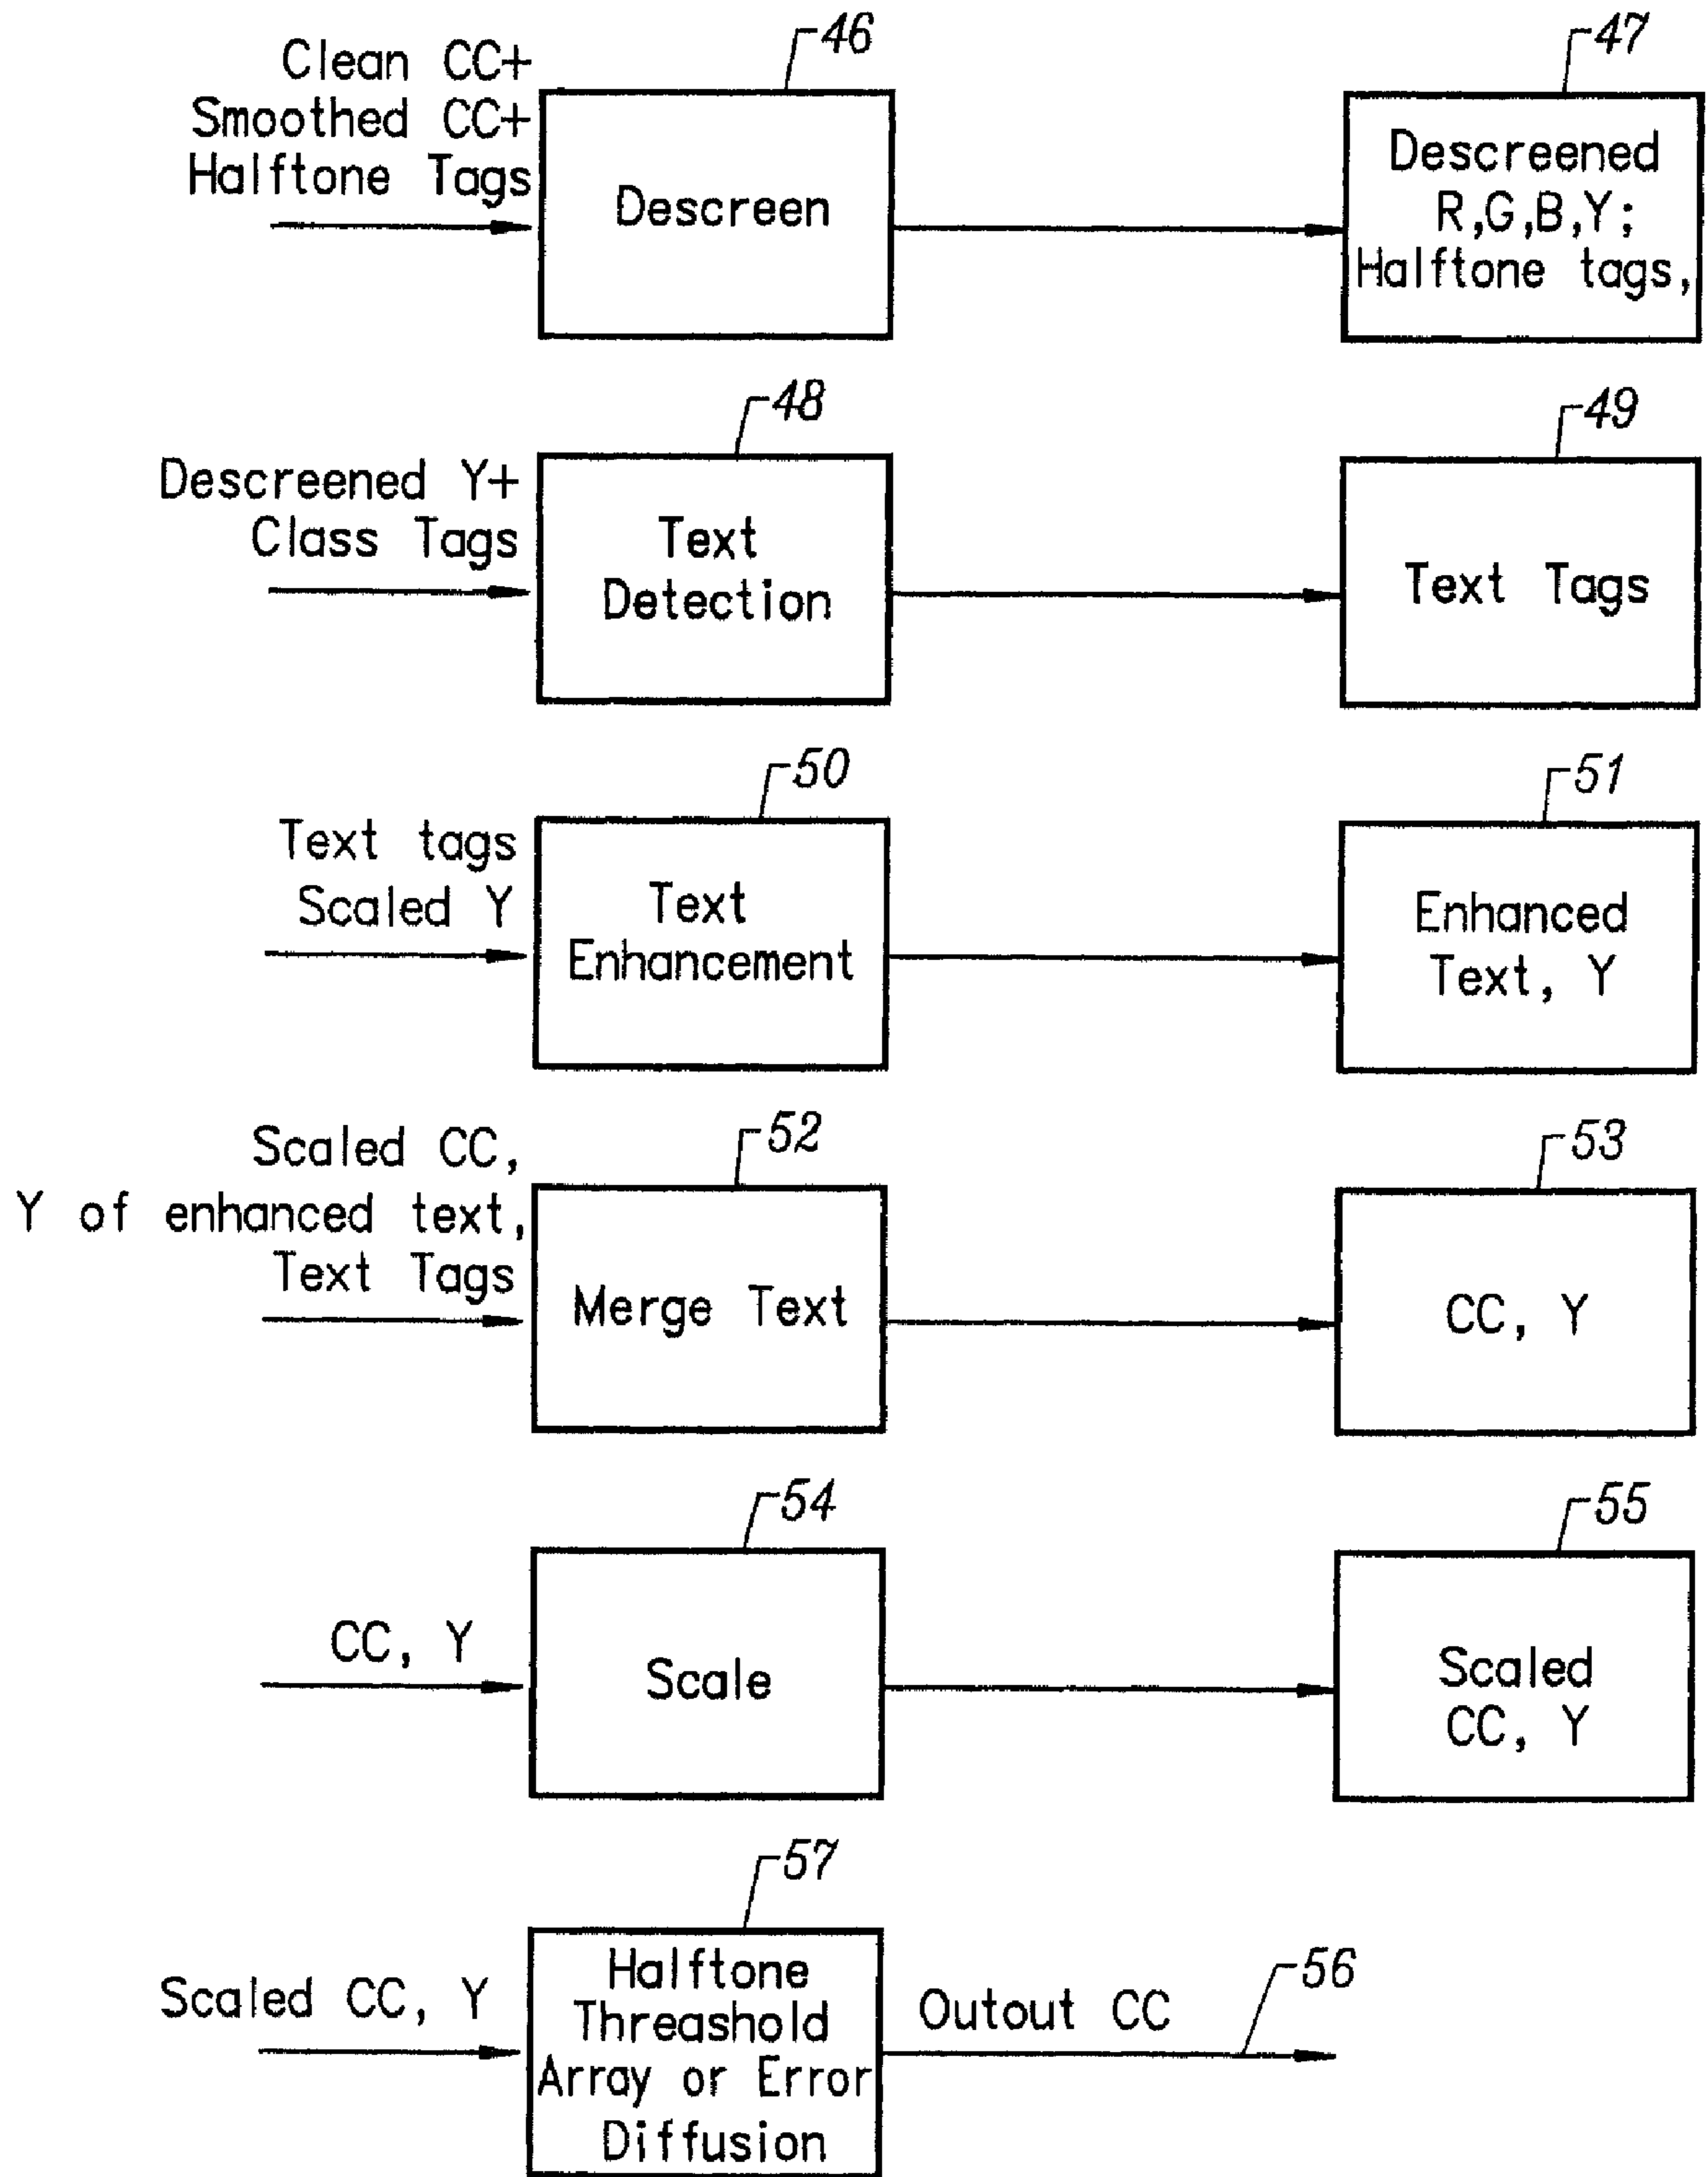 46
47
Clean CC+
Smoothed CC+
Halftone Tags
Descreen
Descreened
R,G,B,Y;
Halftone tags,
48
49
Descreened Y+
Class Tags
Text
Detection
Text Tags
50
51
Text tags
Scaled Y
Text
Enhancement
Enhanced
Text, Y
52
53
Scaled CC,
Y of enhanced text,
Text Tags
Merge Text
CC, Y
54
55
CC, Y
Scale
Scaled
CC, Y
57
Scaled CC, Y
Halftone
Threashold
Array or Error
Diffusion
Outout CC
56